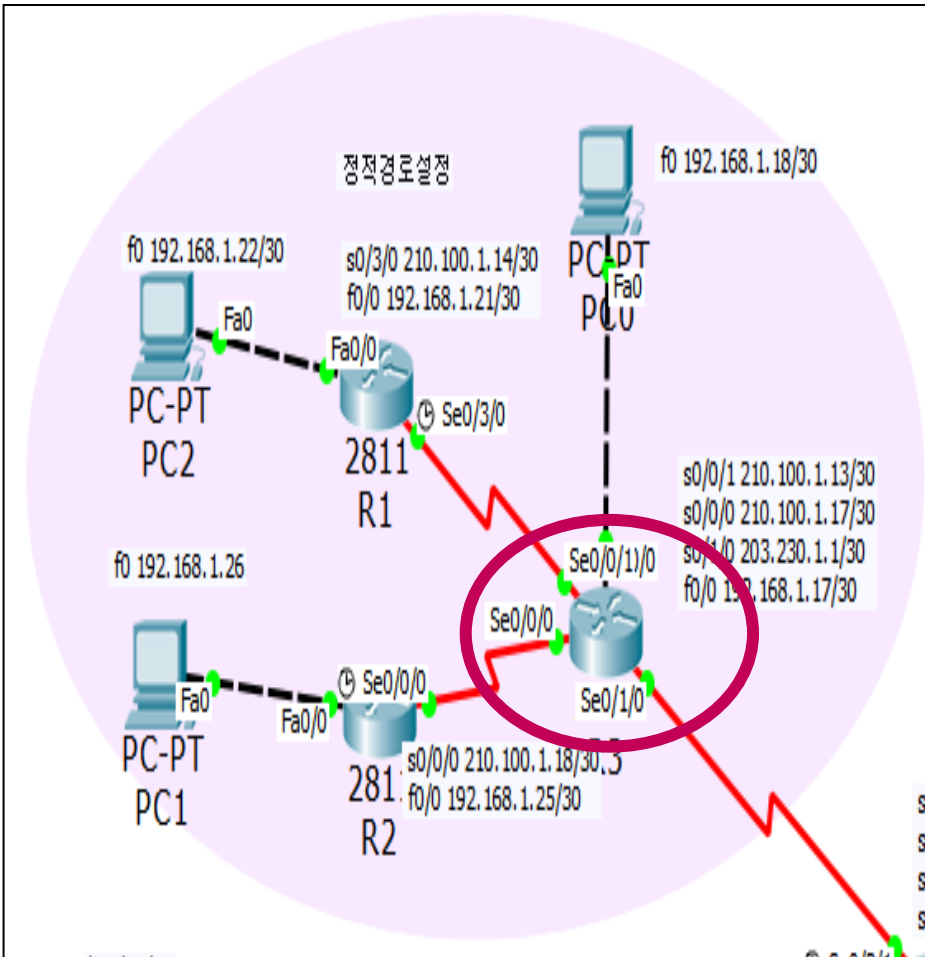 정적경로설정
f0 192.168.1.18/30
f0 192.168.1.22/30
s0/3/0 210.100.1.14/30
f0/0 192.168.1.21/30
PC-PT
Fa0
PC0
Fa0
Fa0/0
PC-PT
PC2
Se0/3/0
2811
R1
s0/0/1 210.100.1.13/30
s0/0/0 210.100.1.17/30
s0/1/0 203.230.1.1/30
f0/0 192.168.1.17/30
f0 192.168.1.26
Se0/0/1
Se0/0/0
Fa0
Fa0/0
Se0/0/0
Se0/1/0
PC-PT
PC1
s0/0/0 210.100.1.18/30
f0/0 192.168.1.25/30
R2